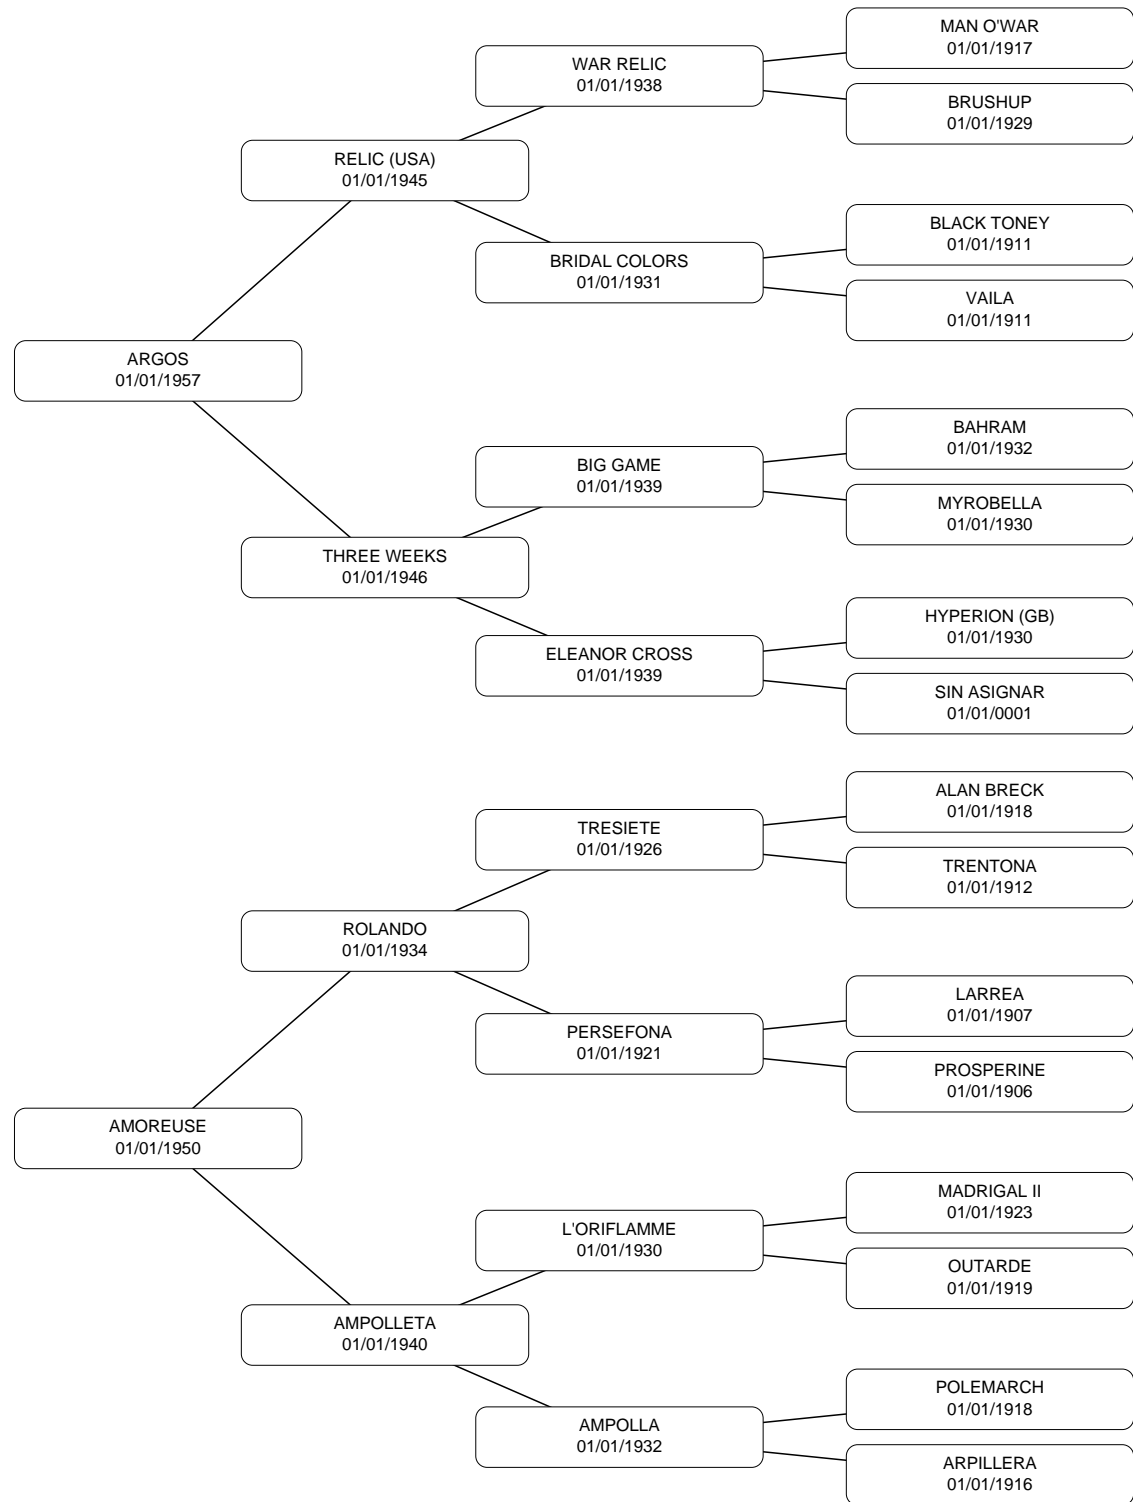 MAN O'WAR
01/01/1917
WAR RELIC
01/01/1938
BRUSHUP
01/01/1929
RELIC (USA)
01/01/1945
BLACK TONEY
01/01/1911
BRIDAL COLORS
01/01/1931
VAILA
01/01/1911
ARGOS
01/01/1957
BAHRAM
01/01/1932
BIG GAME
01/01/1939
MYROBELLA
01/01/1930
THREE WEEKS
01/01/1946
HYPERION (GB)
01/01/1930
ELEANOR CROSS
01/01/1939
SIN ASIGNAR
01/01/0001
ALAN BRECK
01/01/1918
TRESIETE
01/01/1926
TRENTONA
01/01/1912
ROLANDO
01/01/1934
LARREA
01/01/1907
PERSEFONA
01/01/1921
PROSPERINE
01/01/1906
AMOREUSE
01/01/1950
MADRIGAL II
01/01/1923
L'ORIFLAMME
01/01/1930
OUTARDE
01/01/1919
AMPOLLETA
01/01/1940
POLEMARCH
01/01/1918
AMPOLLA
01/01/1932
ARPILLERA
01/01/1916